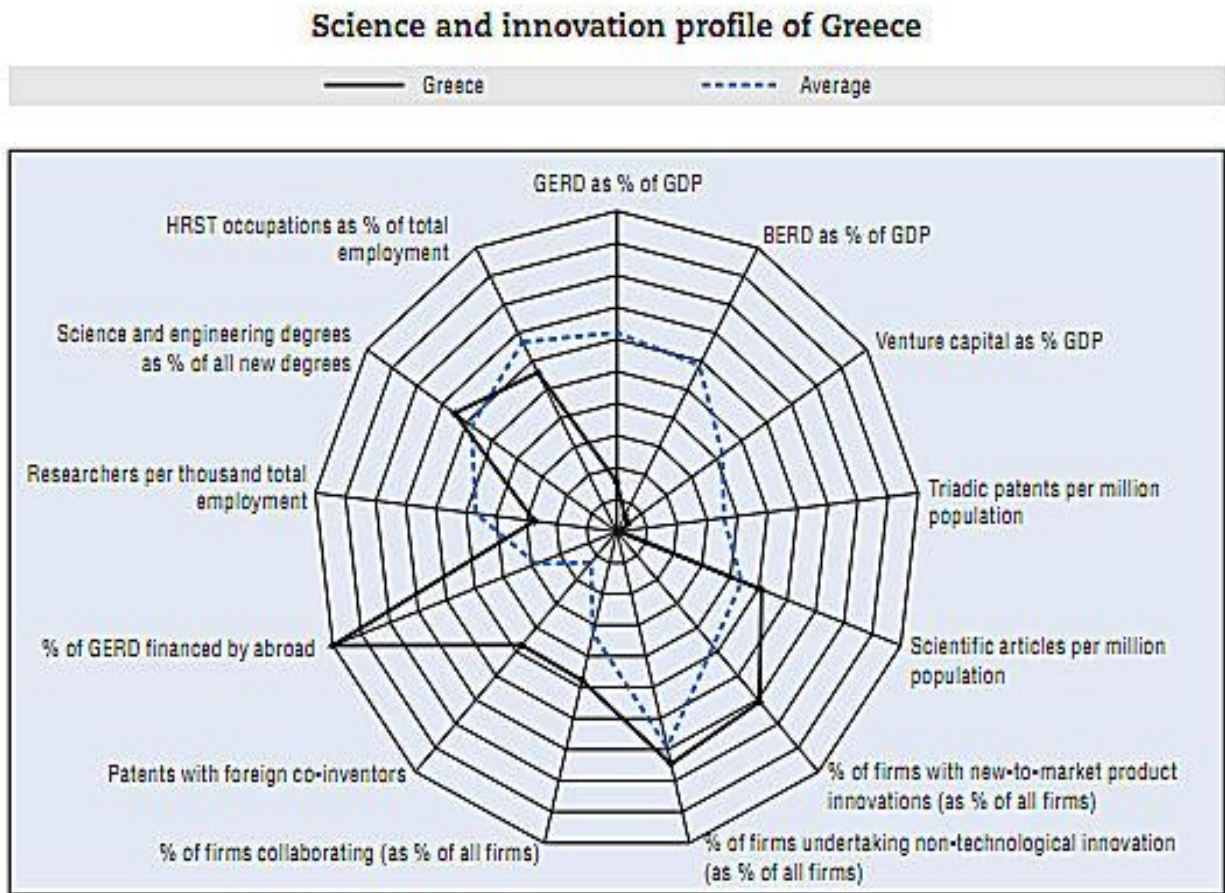 Science and innovation profile of Greece
Greece
Average
GERD as % of GDP
HRST occupations as % of total
employment
BERD as % of GDP
Science and engineering degrees
as % of all new degrees
Venture capital as % GDP
Researchers per thousand total
employment
Triadic patents per million
population
% of GERD financed by abroad
Scientific articles per million
population
Patents with foreign co-inventors
% of firms with new-to-market product
innovations (as % of all firms)
% of firms collaborating (as % of all firms)
% of firms undertaking non-technological innovation
(as % of all firms)